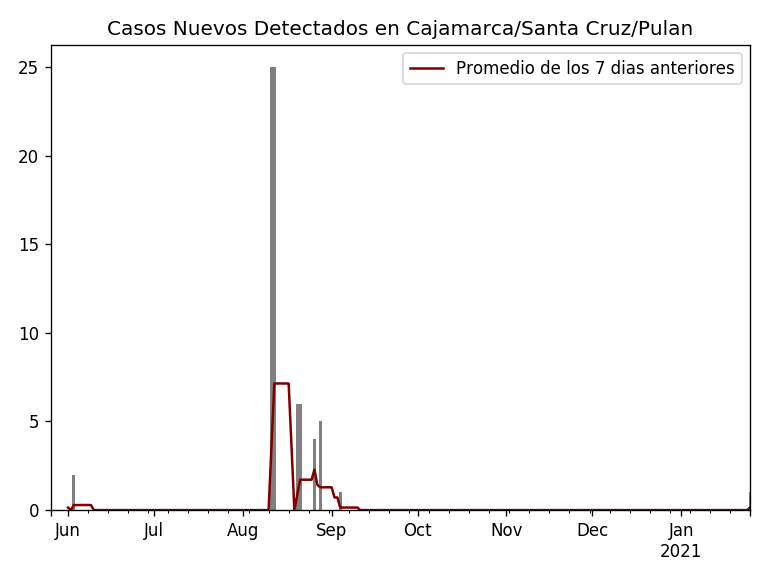 Casos Nuevos Detectados en Cajamarca/Santa Cruz/Pulan
Promedio de los 7 dias anteriores
25
20
15
10
5
0
Jun Jul Aug Sep Oct Nov Dec Jan
2021